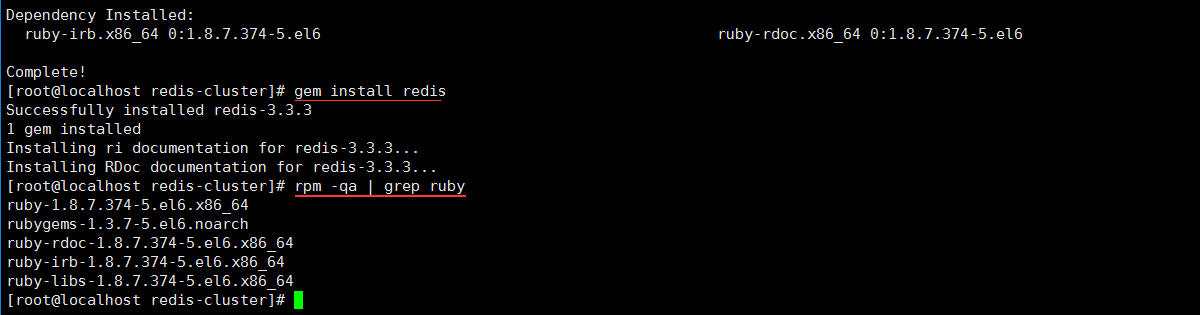 Dependency Installed:
  ruby-irb.x86_64 0:1.8.7.374-5.el6                                            ruby-rdoc.x86_64 0:1.8.7.374-5.el6
Complete!
[root@localhost redis-cluster]# gem install redis
Successfully installed redis-3.3.3
1 gem installed
Installing ri documentation for redis-3.3.3...
Installing RDoc documentation for redis-3.3.3...
[root@localhost redis-cluster]# rpm -qa | grep ruby
ruby-1.8.7.374-5.el6.x86_64
rubygems-1.3.7-5.el6.noarch
ruby-rdoc-1.8.7.374-5.el6.x86_64
ruby-irb-1.8.7.374-5.el6.x86_64
ruby-libs-1.8.7.374-5.el6.x86_64
[root@localhost redis-cluster]#